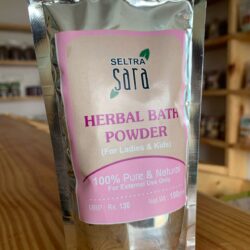 SELTRA
sara
HERBAL BATH
POWDER
(For Ladies & Kids)
100% Pure & Natural
For External Use Only
MRP: Rs. 130
Net Wt.